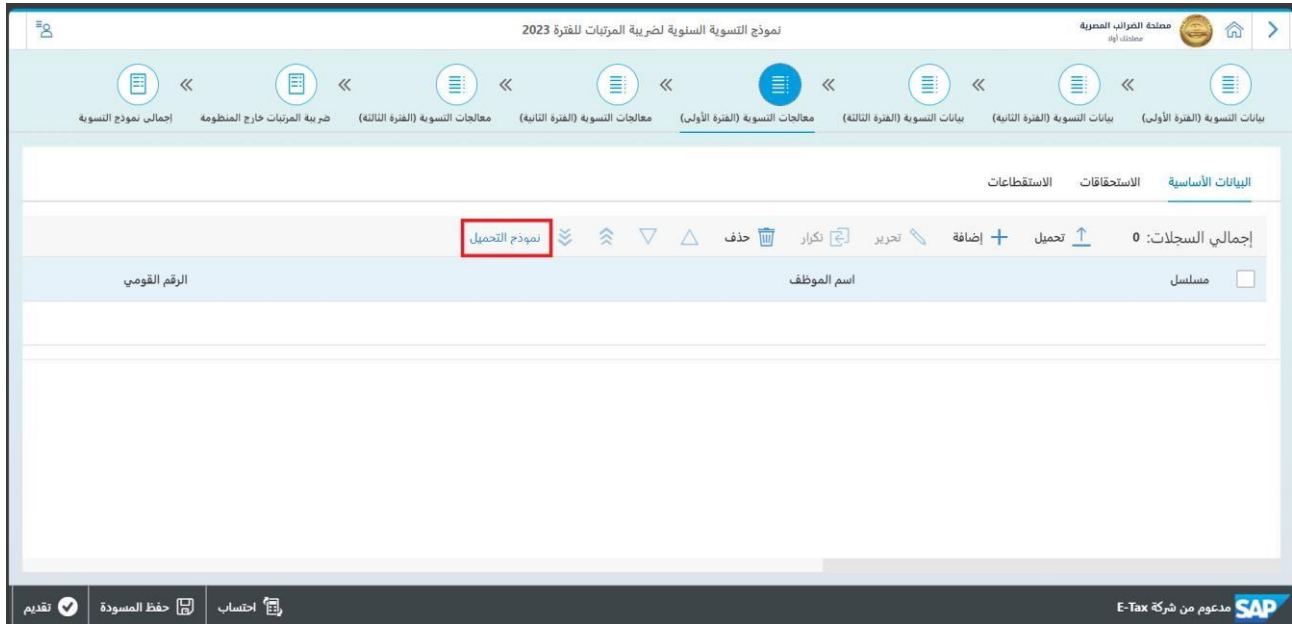 مصلحة الضرائب المصرية
مصلحتك أولا
نموذج التسوية السنوية لضريبة المرتبات للفترة 2023
بيانات التسوية (الفترة الأولى)
بيانات التسوية (الفترة الثانية)
بيانات التسوية (الفترة الثالثة)
معالجات التسوية (الفترة الأولى)
معالجات التسوية (الفترة الثانية)
معالجات التسوية (الفترة الثالثة)
ضريبة المرتبات خارج المنظومة
إجمالي نموذج التسوية
البيانات الأساسية الاستحقاقات الاستقطاعات
إجمالي السجلات: 0 تحميل إضافة تحرير تكرار حذف نموذج التحميل
مسلسل اسم الموظف الرقم القومي
SAP مدعوم من شركة E-Tax احتساب حفظ المسودة تقديم